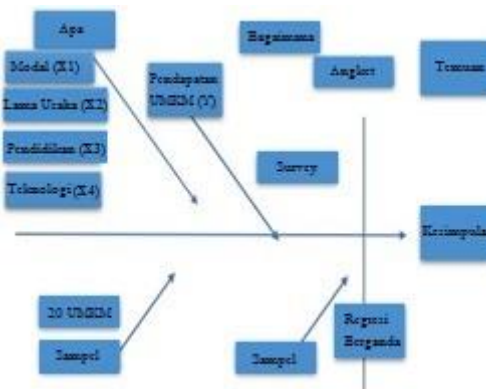 Apa
Modal (X1)
Lama Usaha (X2)
Pendidikan (X3)
Teknologi (X4)
Pendapatan
UMKM (Y)
Bagaimana
Angket
Survey
Temuan
Kesimpula
20 UMKM
Sampel
Sampel
Regresi
Berganda